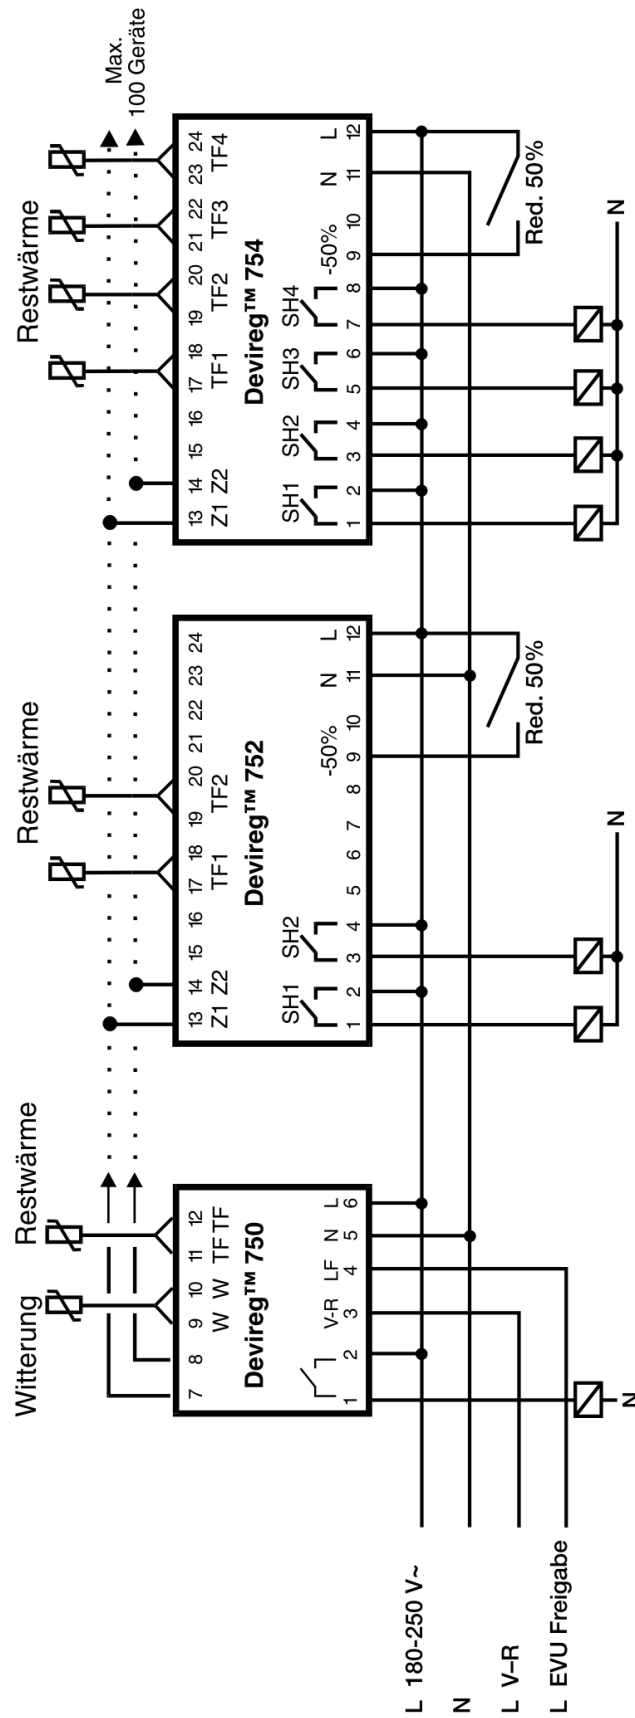 Witterung Restwärme Restwärme Restwärme
Max.
100 Geräte
7 8 9 10 11 12
W W TF TF
Devireg™ 750
V-R LF N L
1 2 3 4 5 6
N
13 14 15 16 17 18 19 20 21 22 23 24
Z1 Z2 TF1 TF2
Devireg™ 752
SH1 SH2 -50% N L
1 2 3 4 5 6 7 8 9 10 11 12
Red. 50%
N
13 14 15 16 17 18 19 20 21 22 23 24
Z1 Z2 TF1 TF2 TF3 TF4
Devireg™ 754
SH1 SH2 SH3 SH4 -50% N L
1 2 3 4 5 6 7 8 9 10 11 12
Red. 50%
N
L 180-250 V~
N
L V-R
L EVU Freigabe